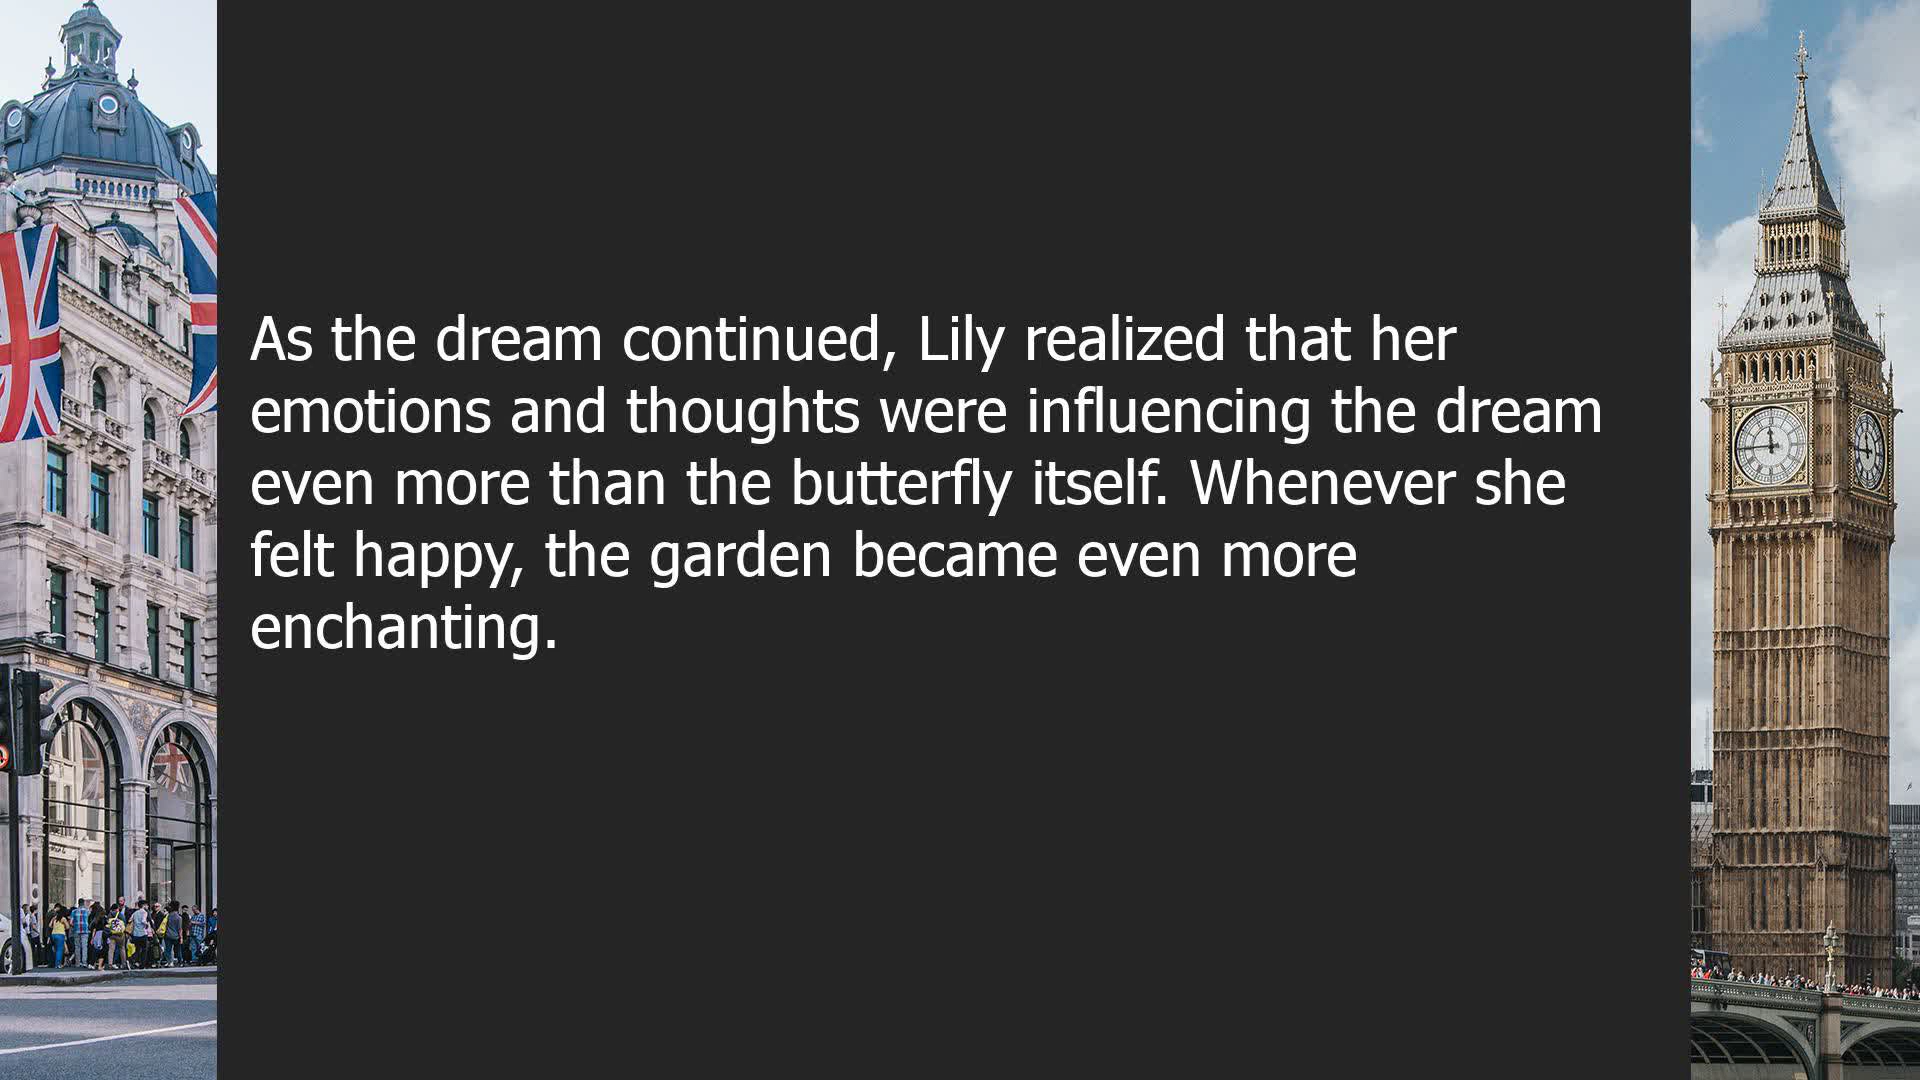 As the dream continued, Lily realized that her
emotions and thoughts were influencing the dream
even more than the butterfly itself. Whenever she
felt happy, the garden became even more
enchanting.